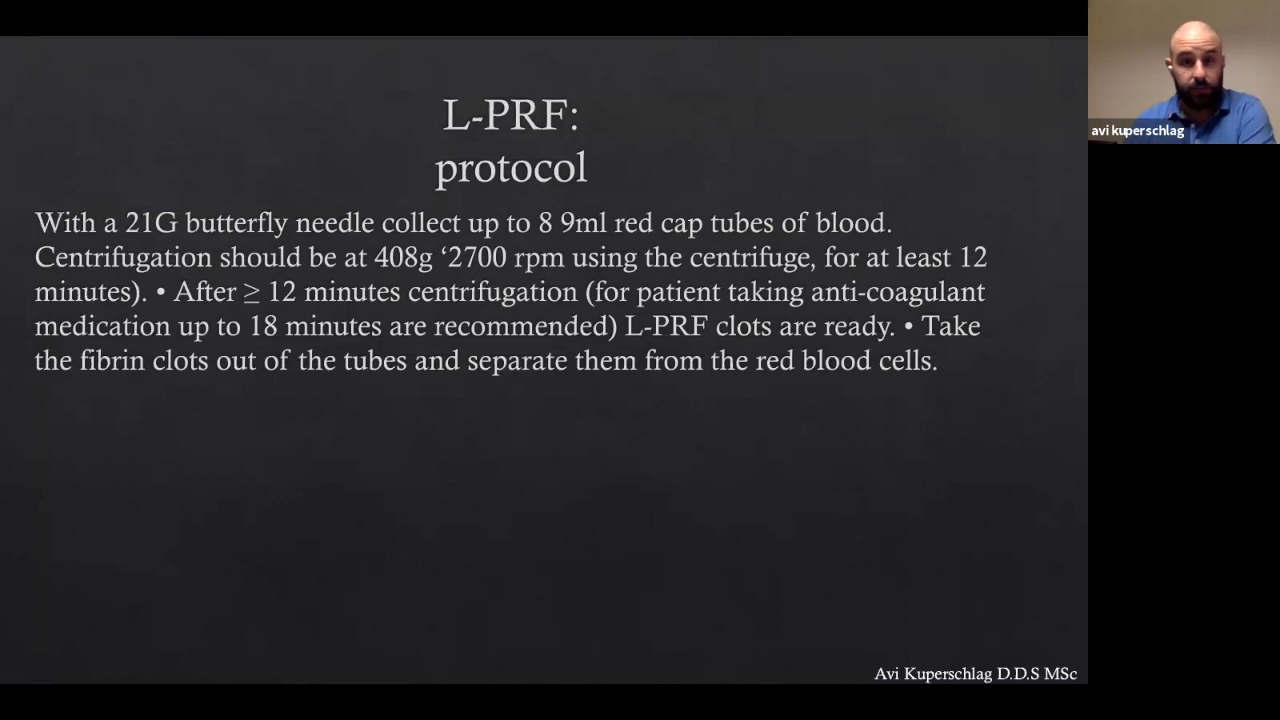 L-PRF:
protocol
With a 21G butterfly needle collect up to 8 9ml red cap tubes of blood.
Centrifugation should be at 408g ‘2700 rpm using the centrifuge, for at least 12
minutes). • After ≥ 12 minutes centrifugation (for patient taking anti-coagulant
medication up to 18 minutes are recommended) L-PRF clots are ready. • Take
the fibrin clots out of the tubes and separate them from the red blood cells.
Avi Kuperschlag D.D.S MSc
avi kuperschlag